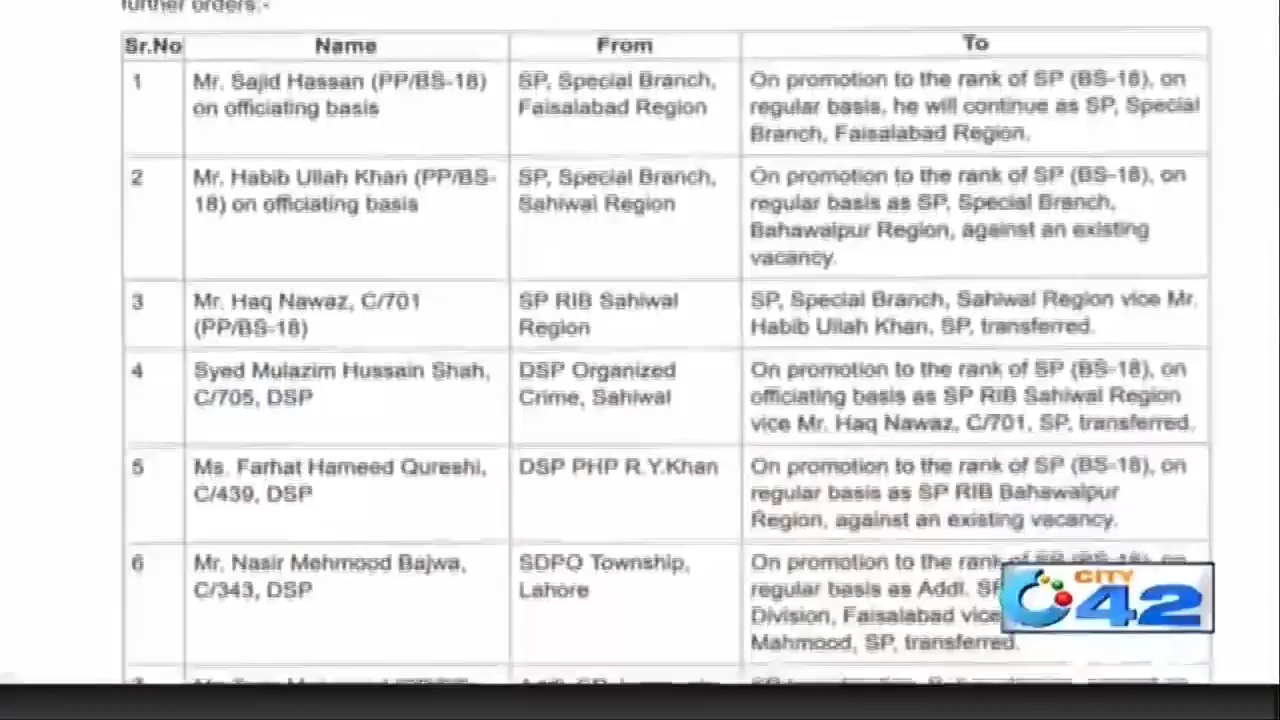 further orders:-
Sr.No Name From To
1 Mr. Sajid Hassan (PP/BS-18) on officiating basis SP, Special Branch, Faisalabad Region On promotion to the rank of SP (BS-18), on regular basis, he will continue as SP, Special Branch, Faisalabad Region.
2 Mr. Habib Ullah Khan (PP/BS-18) on officiating basis SP, Special Branch, Sahiwal Region On promotion to the rank of SP (BS-18), on regular basis as SP, Special Branch, Bahawalpur Region, against an existing vacancy.
3 Mr. Haq Nawaz, C/701 (PP/BS-18) SP RIB Sahiwal Region SP, Special Branch, Sahiwal Region vice Mr. Habib Ullah Khan, SP, transferred.
4 Syed Mulazim Hussain Shah, C/705, DSP DSP Organized Crime, Sahiwal On promotion to the rank of SP (BS-18), on officiating basis as SP RIB Sahiwal Region vice Mr. Haq Nawaz, C/701, SP, transferred.
5 Ms. Farhat Hameed Qureshi, C/439, DSP DSP PHP R.Y.Khan On promotion to the rank of SP (BS-18), on regular basis as SP RIB Bahawalpur Region, against an existing vacancy.
6 Mr. Nasir Mehmood Bajwa, C/343, DSP SDPO Township, Lahore On promotion to the rank of SP (BS-18), on regular basis as Addl. SP Division, Faisalabad vice Mahmood, SP, transferred.
CITY
42